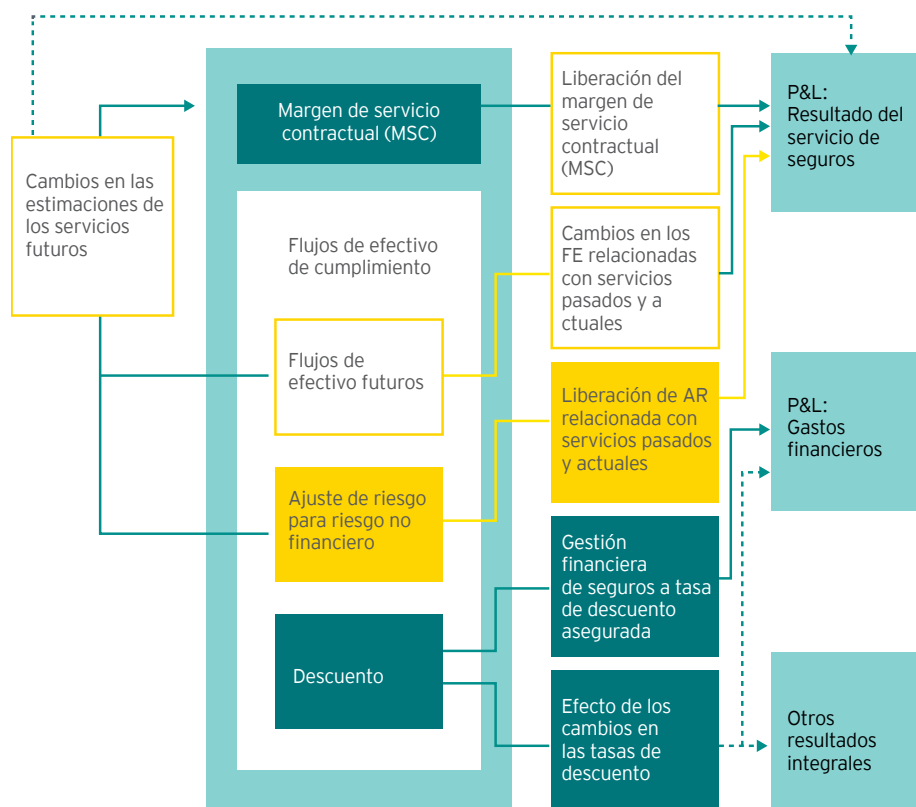 Cambios en las
estimaciones de
los servicios
futuros
Margen de servicio
contractual (MSC)
Flujos de efectivo
de cumplimiento
Flujos de
efectivo futuros
Ajuste de riesgo
para riesgo no
financiero
Descuento
Liberación del
margen de
servicio
contractual
(MSC)
Cambios en los
FE relacionadas
con servicios
pasados y a
ctuales
Liberación de AR
relacionada con
servicios pasados
y actuales
Gestión
financiera
de seguros a tasa
de descuento
asegurada
Efecto de los
cambios en
las tasas de
descuento
P&L:
Resultado del
servicio de
seguros
P&L:
Gastos
financieros
Otros
resultados
integrales